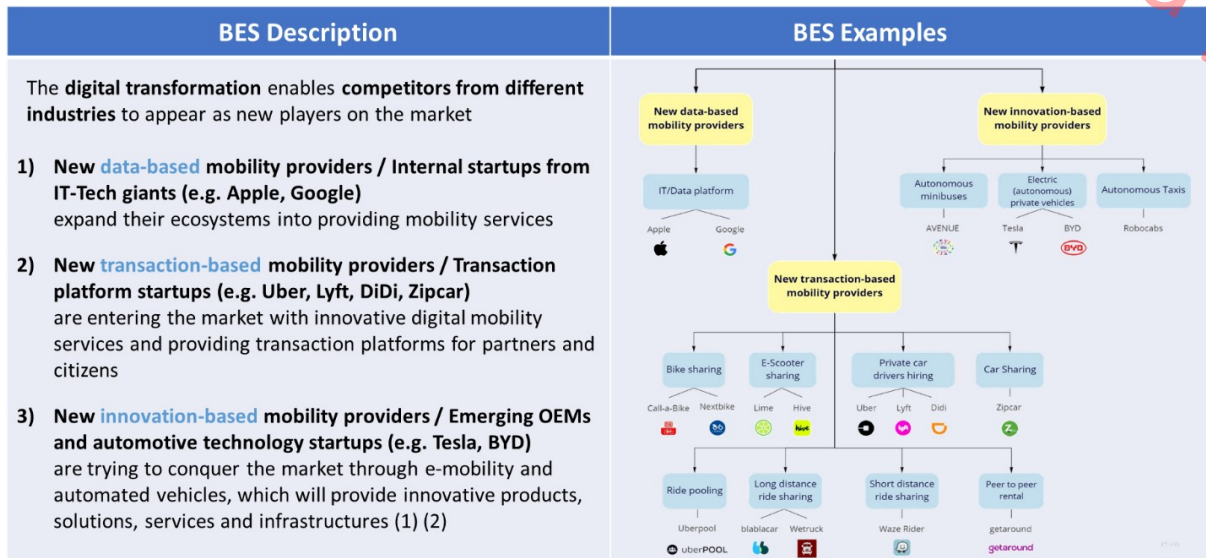 BES Description
BES Examples
The digital transformation enables competitors from different
industries to appear as new players on the market
1) New data-based mobility providers / Internal startups from
IT-Tech giants (e.g. Apple, Google)
expand their ecosystems into providing mobility services
2) New transaction-based mobility providers / Transaction
platform startups (e.g. Uber, Lyft, DiDi, Zipcar)
are entering the market with innovative digital mobility
services and providing transaction platforms for partners and
citizens
3) New innovation-based mobility providers / Emerging OEMs
and automotive technology startups (e.g. Tesla, BYD)
are trying to conquer the market through e-mobility and
automated vehicles, which will provide innovative products,
solutions, services and infrastructures (1) (2)
New data-based
mobility providers
New innovation-based
mobility providers
IT/Data platform
Autonomous
minibuses
Electric
(autonomous)
private vehicles
Autonomous Taxis
Apple
Google
AVENUE
Tesla
BYD
Robocabs
BYD
New transaction-based
mobility providers
Bike sharing
E-Scooter
sharing
Private car
drivers hiring
Car Sharing
Call-a-Bike
Nextbike
Lime
Hive
Uber
Lyft
Didi
Zipcar
hive
Ride pooling
Long distance
ride sharing
Short distance
ride sharing
Peer to peer
rental
Uberpool
blablacar
Wetruck
Waze Rider
getaround
uberPOOL
getaround